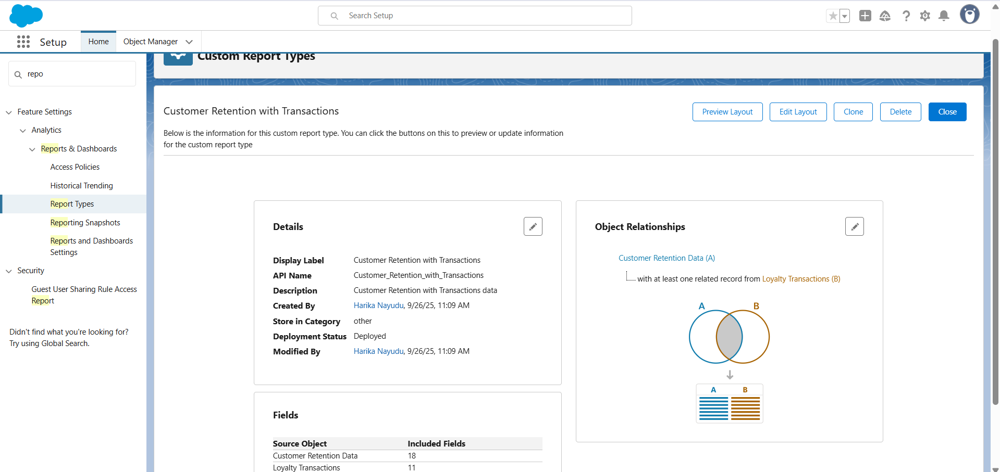 Search Setup
Setup
Home
Object Manager
Custom Report Types
repo
Feature Settings
Analytics
Reports & Dashboards
Access Policies
Historical Trending
Report Types
Reporting Snapshots
Reports and Dashboards
Settings
Security
Guest User Sharing Rule Access
Report
Didn't find what you're looking for?
Try using Global Search.
Customer Retention with Transactions
Preview Layout
Edit Layout
Clone
Delete
Close
Below is the information for this custom report type. You can click the buttons on this to preview or update information
for the custom report type
Details
Display Label Customer Retention with Transactions
API Name Customer_Retention_with_Transactions
Description Customer Retention with Transactions data
Created By Harika Nayudu, 9/26/25, 11:09 AM
Store in Category other
Deployment Status Deployed
Modified By Harika Nayudu, 9/26/25, 11:09 AM
Object Relationships
Customer Retention Data (A)
with at least one related record from Loyalty Transactions (B)
A B
A B
Fields
Source Object Included Fields
Customer Retention Data 18
Loyalty Transactions 11